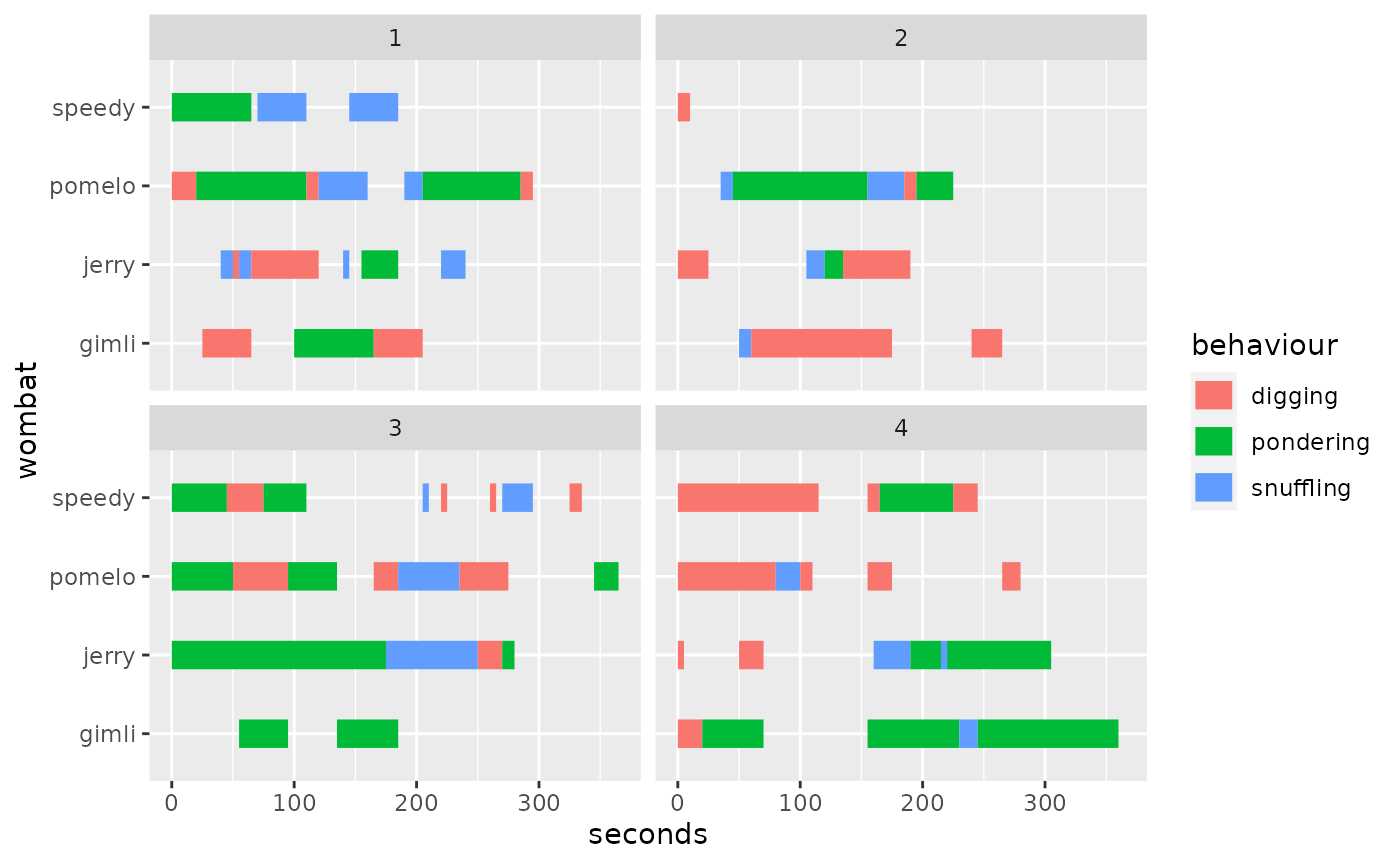 1
2
speedy
pomelo
jerry
gimli
3
4
speedy
pomelo
jerry
gimli
0 100 200 300
0 100 200 300
seconds
wombat
behaviour
digging
pondering
snuffling